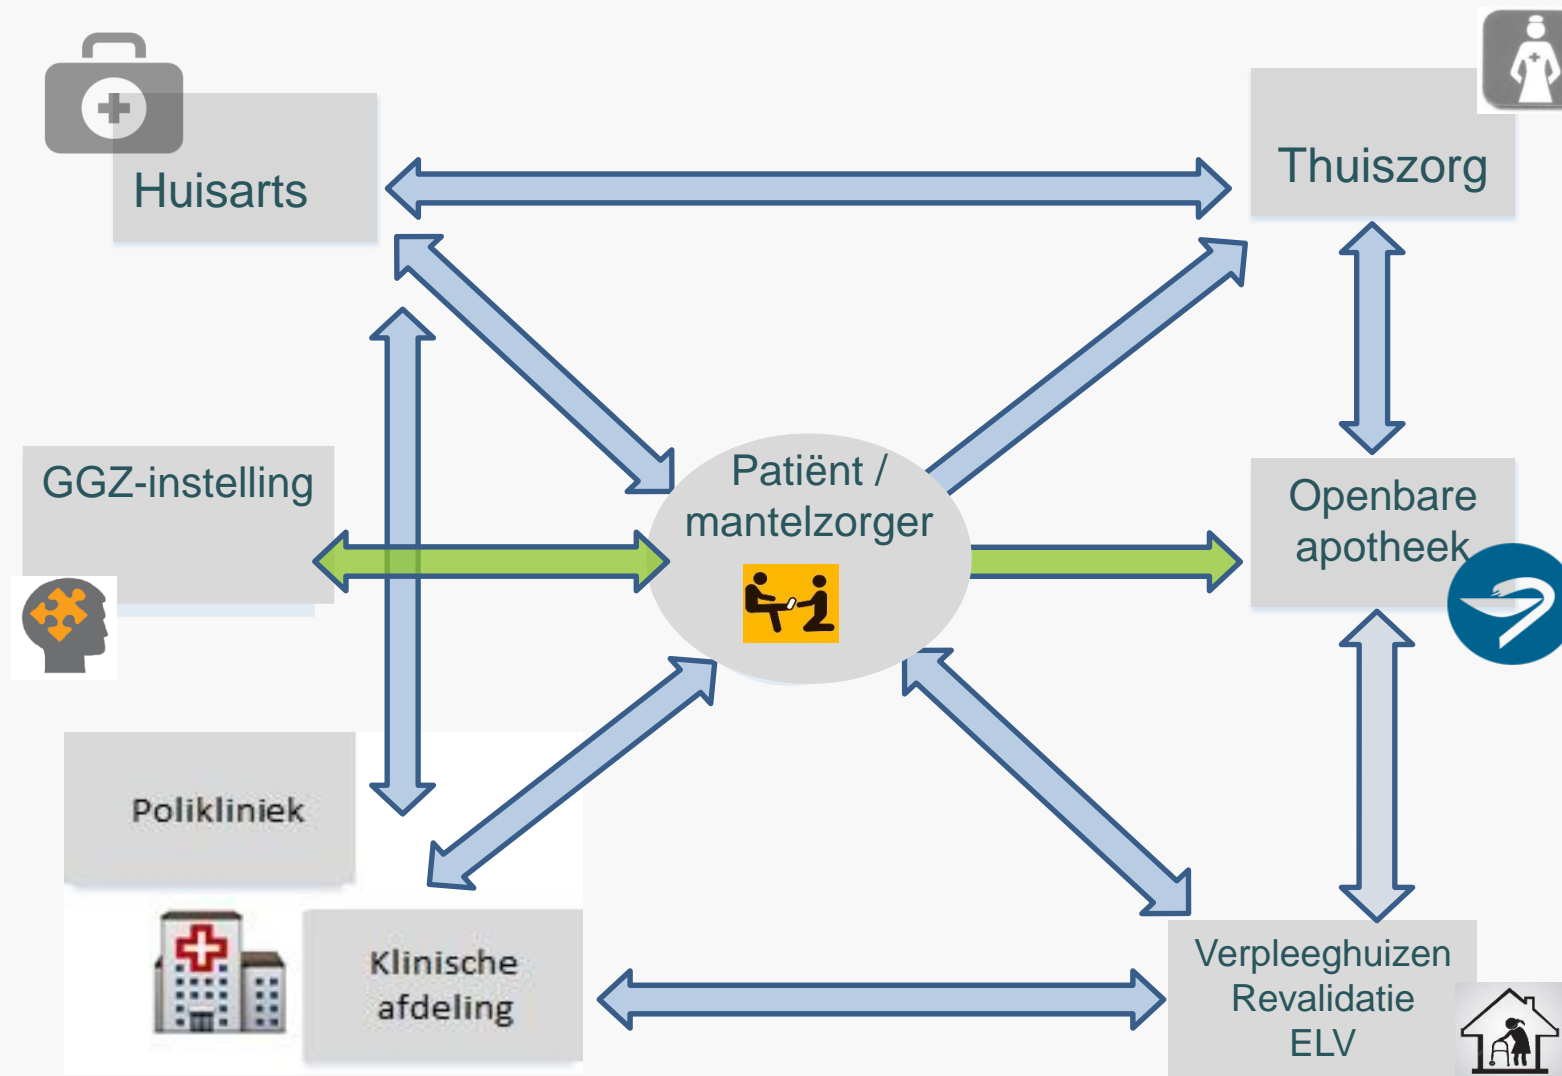 Huisarts
Thuiszorg
GGZ-instelling
Patiënt /
mantelzorger
Openbare
apotheek
Polikliniek
Klinische
afdeling
Verpleeghuizen
Revalidatie
ELV